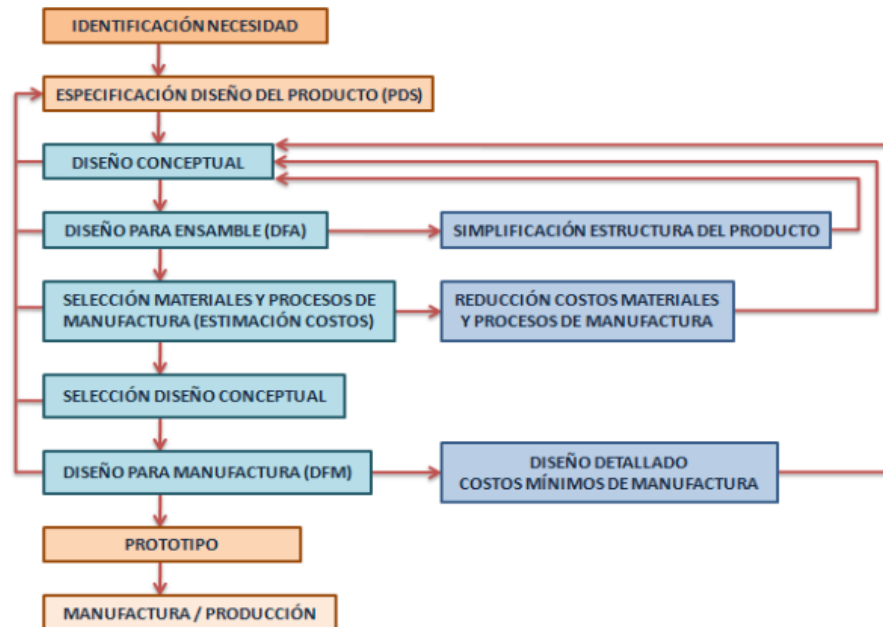 IDENTIFICACIÓN NECESIDAD
ESPECIFICACIÓN DISEÑO DEL PRODUCTO (PDS)
DISEÑO CONCEPTUAL
DISEÑO PARA ENSAMBLE (DFA)
SIMPLIFICACIÓN ESTRUCTURA DEL PRODUCTO
SELECCIÓN MATERIALES Y PROCESOS DE
MANUFACTURA (ESTIMACIÓN COSTOS)
REDUCCIÓN COSTOS MATERIALES
Y PROCESOS DE MANUFACTURA
SELECCIÓN DISEÑO CONCEPTUAL
DISEÑO PARA MANUFACTURA (DFM)
DISEÑO DETALLADO
COSTOS MÍNIMOS DE MANUFACTURA
PROTOTIPO
MANUFACTURA / PRODUCCIÓN